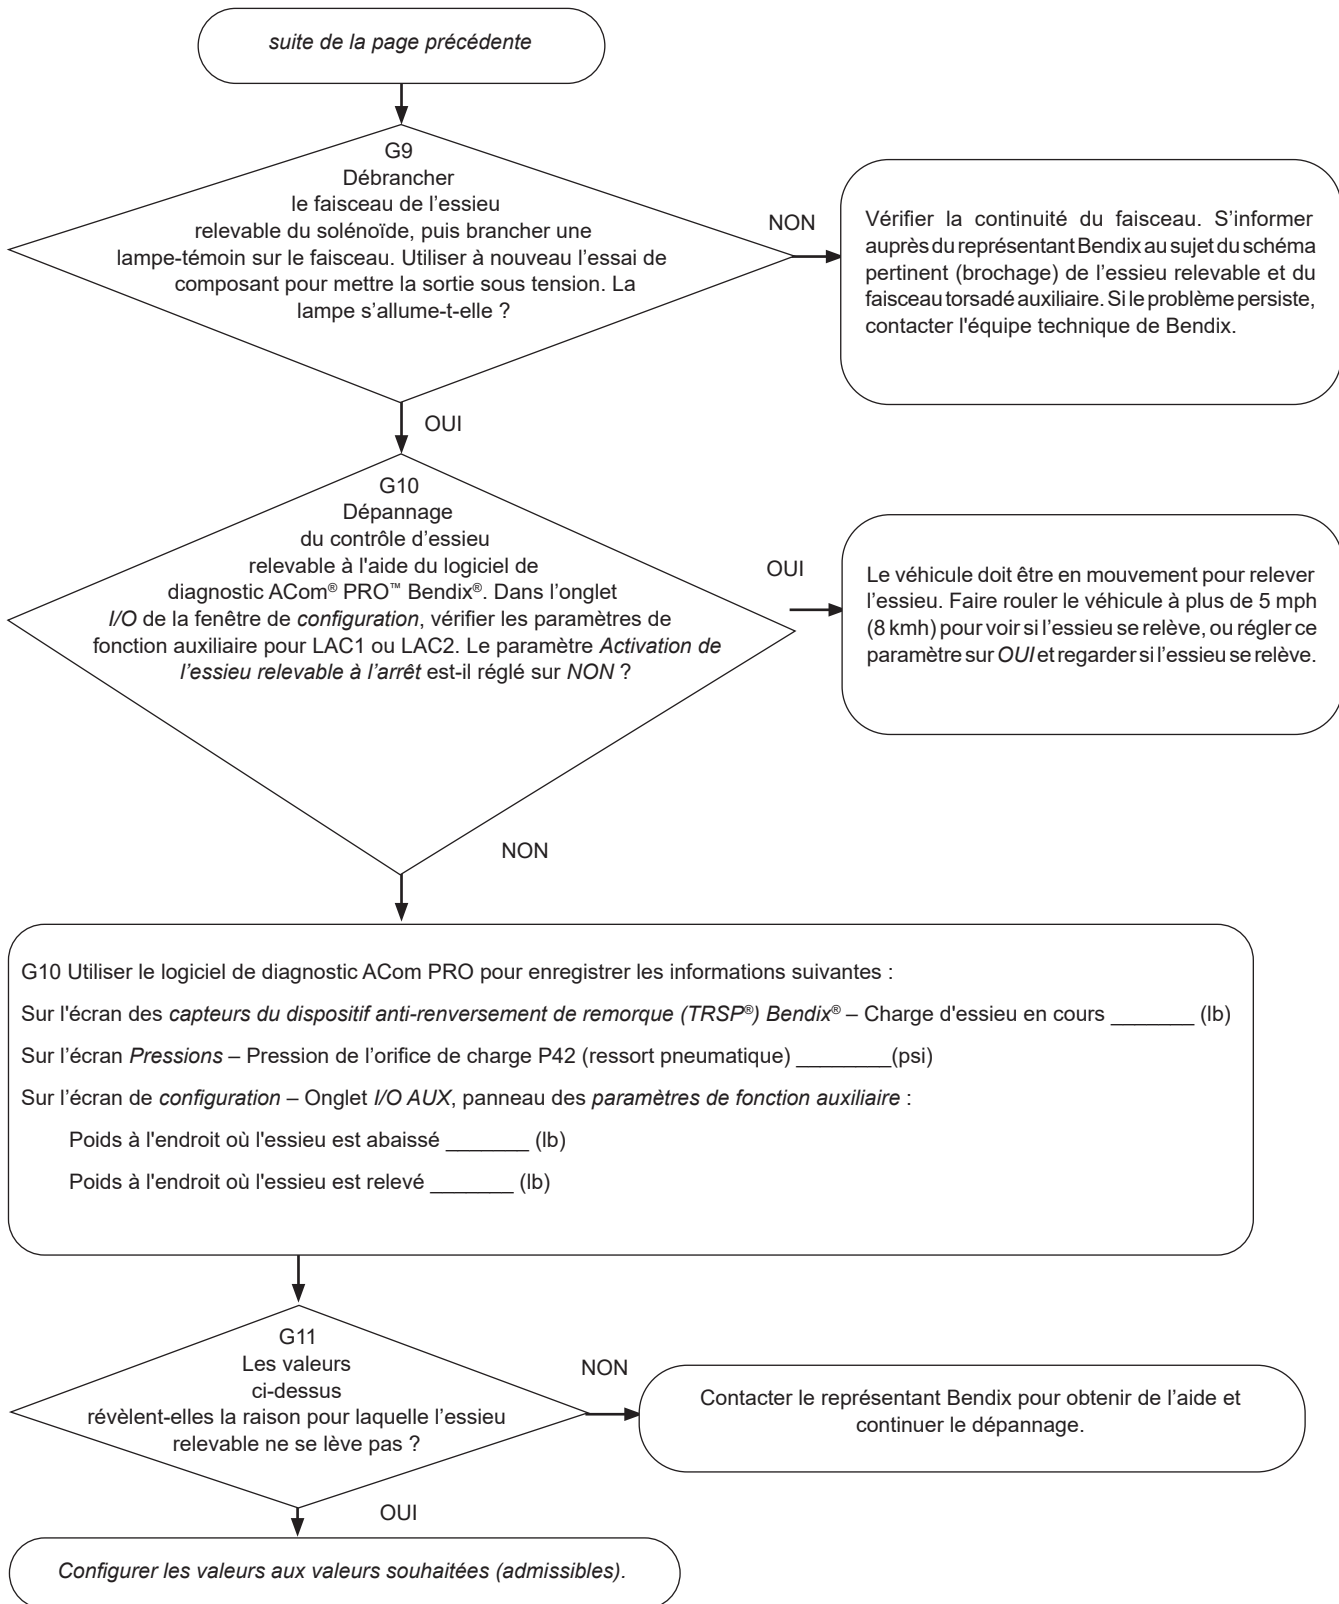 suite de la page précédente
G9
Débrancher
le faisceau de l’essieu
relevable du solénoïde, puis brancher une
lampe-témoin sur le faisceau. Utiliser à nouveau l’essai de
composant pour mettre la sortie sous tension. La
lampe s’allume-t-elle ?
NON
Vérifier la continuité du faisceau. S’informer
auprès du représentant Bendix au sujet du schéma
pertinent (brochage) de l’essieu relevable et du
faisceau torsadé auxiliaire. Si le problème persiste,
contacter l'équipe technique de Bendix.
OUI
G10
Dépannage
du contrôle d’essieu
relevable à l'aide du logiciel de
diagnostic ACom® PRO™ Bendix®. Dans l’onglet
I/O de la fenêtre de configuration, vérifier les paramètres de
fonction auxiliaire pour LAC1 ou LAC2. Le paramètre Activation de
l’essieu relevable à l’arrêt est-il réglé sur NON ?
OUI
Le véhicule doit être en mouvement pour relever
l’essieu. Faire rouler le véhicule à plus de 5 mph
(8 kmh) pour voir si l’essieu se relève, ou régler ce
paramètre sur OUI et regarder si l’essieu se relève.
NON
G10 Utiliser le logiciel de diagnostic ACom PRO pour enregistrer les informations suivantes :
Sur l'écran des capteurs du dispositif anti-renversement de remorque (TRSP®) Bendix® – Charge d'essieu en cours _______ (lb)
Sur l’écran Pressions – Pression de l’orifice de charge P42 (ressort pneumatique) ________(psi)
Sur l’écran de configuration – Onglet I/O AUX, panneau des paramètres de fonction auxiliaire :
Poids à l'endroit où l'essieu est abaissé _______ (lb)
Poids à l'endroit où l'essieu est relevé _______ (lb)
G11
Les valeurs
ci-dessus
révèlent-elles la raison pour laquelle l’essieu
relevable ne se lève pas ?
NON
Contacter le représentant Bendix pour obtenir de l’aide et
continuer le dépannage.
OUI
Configurer les valeurs aux valeurs souhaitées (admissibles).